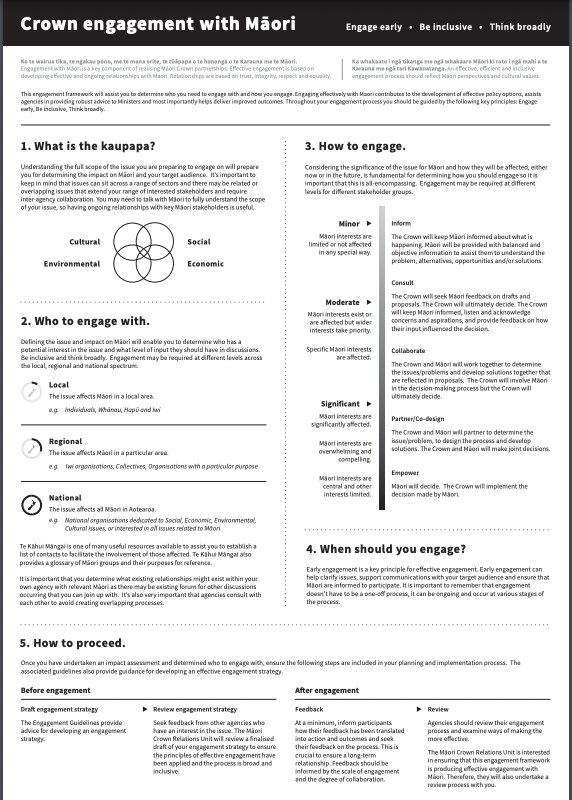 Crown engagement with Māori
Engage early • Be inclusive • Think broadly
Ko te wairua tika, te ngakau pono, me te mana orite, te tūāpapa o te honongo o te Karauna me te Māori.
Engagement with Māori is a key component of realising Māori Crown partnerships. Effective engagement is based on
developing effective and ongoing relationships with Māori. Relationships are based on trust, integrity, respect and equity.
Ka whakaatu i ngā tikanga me ngā whakaaro Māori ki roto i ngā mahi a te
Karauna me ngā tari Kawanatanga. An effective, efficient and inclusive
engagement process should reflect Māori perspectives and cultural values.
This engagement framework will assist you to determine who you need to engage with and how you engage. Engaging effectively with Māori contributes to the development of effective policy options, assists
agencies in providing robust advice to Ministers and most importantly helps deliver improved outcomes. Throughout your engagement process you should be guided by the following key principles: Engage
early, Be inclusive, Think broadly.
1. What is the kaupapa?
Understanding the full scope of the issue you are preparing to engage on will prepare
you for determining the impact on Māori and your target audience. It's important to
keep in mind that issues can sit across a range of sectors and there may be related or
overlapping issues that extend your range of interested stakeholders and require
inter-agency collaboration. You may need to talk with Māori to fully understand the scope
of your issue, so having ongoing relationships with key Māori stakeholders is useful.
Cultural
Social
Environmental
Economic
2. Who to engage with.
Defining the issue and impact on Māori will enable you to determine who has a
potential interest in the issue and what level of input they should have in discussions.
Be inclusive and think broadly. Engagement may be required at different levels across
the local, regional and national spectrum.
Local
The issue affects Māori in a local area.
e.g. Individuals, Whānau, Hapū and Iwi
Regional
The issue affects Māori in a particular area.
e.g. Iwi organisations, Collectives, Organisations with a particular purpose
National
The issue affects all Māori in Aotearoa.
e.g. National organisations dedicated to Social, Economic, Environmental,
Cultural issues, or interested in all issues related to Māori
Te Kāhui Māngai is one of many useful resources available to assist you to establish a
list of contacts to facilitate the involvement of those affected. Te Kāhui Māngai also
provides a glossary of Māori groups and their purposes for reference.
It is important that you determine what existing relationships might exist within your
own agency with relevant Māori as there may be existing forum for other discussions
occurring that you can join up with. It's also very important that agencies consult with
each other to avoid creating overlapping processes.
3. How to engage.
Considering the significance of the issue for Māori and how they will be affected, either
now or in the future, is fundamental for determining how you should engage so it is
important that this is all-encompassing. Engagement may be required at different
levels for different stakeholder groups.
Minor ▶
Māori interests are
limited or not affected
in any special way.
Moderate ▶
Māori interests exist or
are affected but wider
interests take priority.
Specific Māori interests
are affected.
Significant ▶
Māori interests are
significantly affected.
Māori interests are
overwhelming and
compelling.
Māori interests are
central and other
interests limited.
Inform
The Crown will keep Māori informed about what is
happening. Māori will be provided with balanced and
objective information to assist them to understand the
problem, alternatives, opportunities and/or solutions.
Consult
The Crown will seek Māori feedback on drafts and
proposals. The Crown will ultimately decide. The Crown
will keep Māori informed, listen and acknowledge
concerns and aspirations, and provide feedback on how
their input influenced the decision.
Collaborate
The Crown and Māori will work together to determine
the issues/problems and develop solutions together that
are reflected in proposals. The Crown will involve Māori
in the decision-making process but the Crown will
ultimately decide.
Partner/Co-design
The Crown and Māori will partner to determine the
issue/problem, to design the process and develop
solutions. The Crown and Māori will make joint decisions.
Empower
Māori will decide. The Crown will implement the
decision made by Māori.
4. When should you engage?
Early engagement is a key principle for effective engagement. Early engagement can
help clarify issues, support communications with your target audience and ensure that
Māori are informed to participate. It is important to remember that engagement
doesn't have to be a one-off process, it can be ongoing and occur at various stages of
the process.
5. How to proceed.
Once you have undertaken an impact assessment and determined who to engage with, ensure the following steps are included in your planning and implementation process. The
associated guidelines also provide guidance for developing an effective engagement strategy.
Before engagement
Draft engagement strategy
The Engagement Guidelines provide
advice for developing an engagement
strategy.
▶ Review engagement strategy
Seek feedback from other agencies who
have an interest in the issue. The Māori
Crown Relations Unit will review a finalised
draft of your engagement strategy to ensure
the principles of effective engagement have
been applied and the process is broad and
inclusive.
After engagement
Feedback
At a minimum, inform participants
how their feedback has been translated
into action and outcomes and seek
their feedback on the process. This is
crucial to ensure a long-term
relationship. Feedback should be
informed by the scale of engagement
and the degree of collaboration.
▶ Review
Agencies should review their engagement
process and examine ways of making the
more effective.
The Māori Crown Relations Unit is interested
in ensuring that this engagement framework
is producing effective engagement with
Māori. Therefore, they will also undertake a
review process with you.